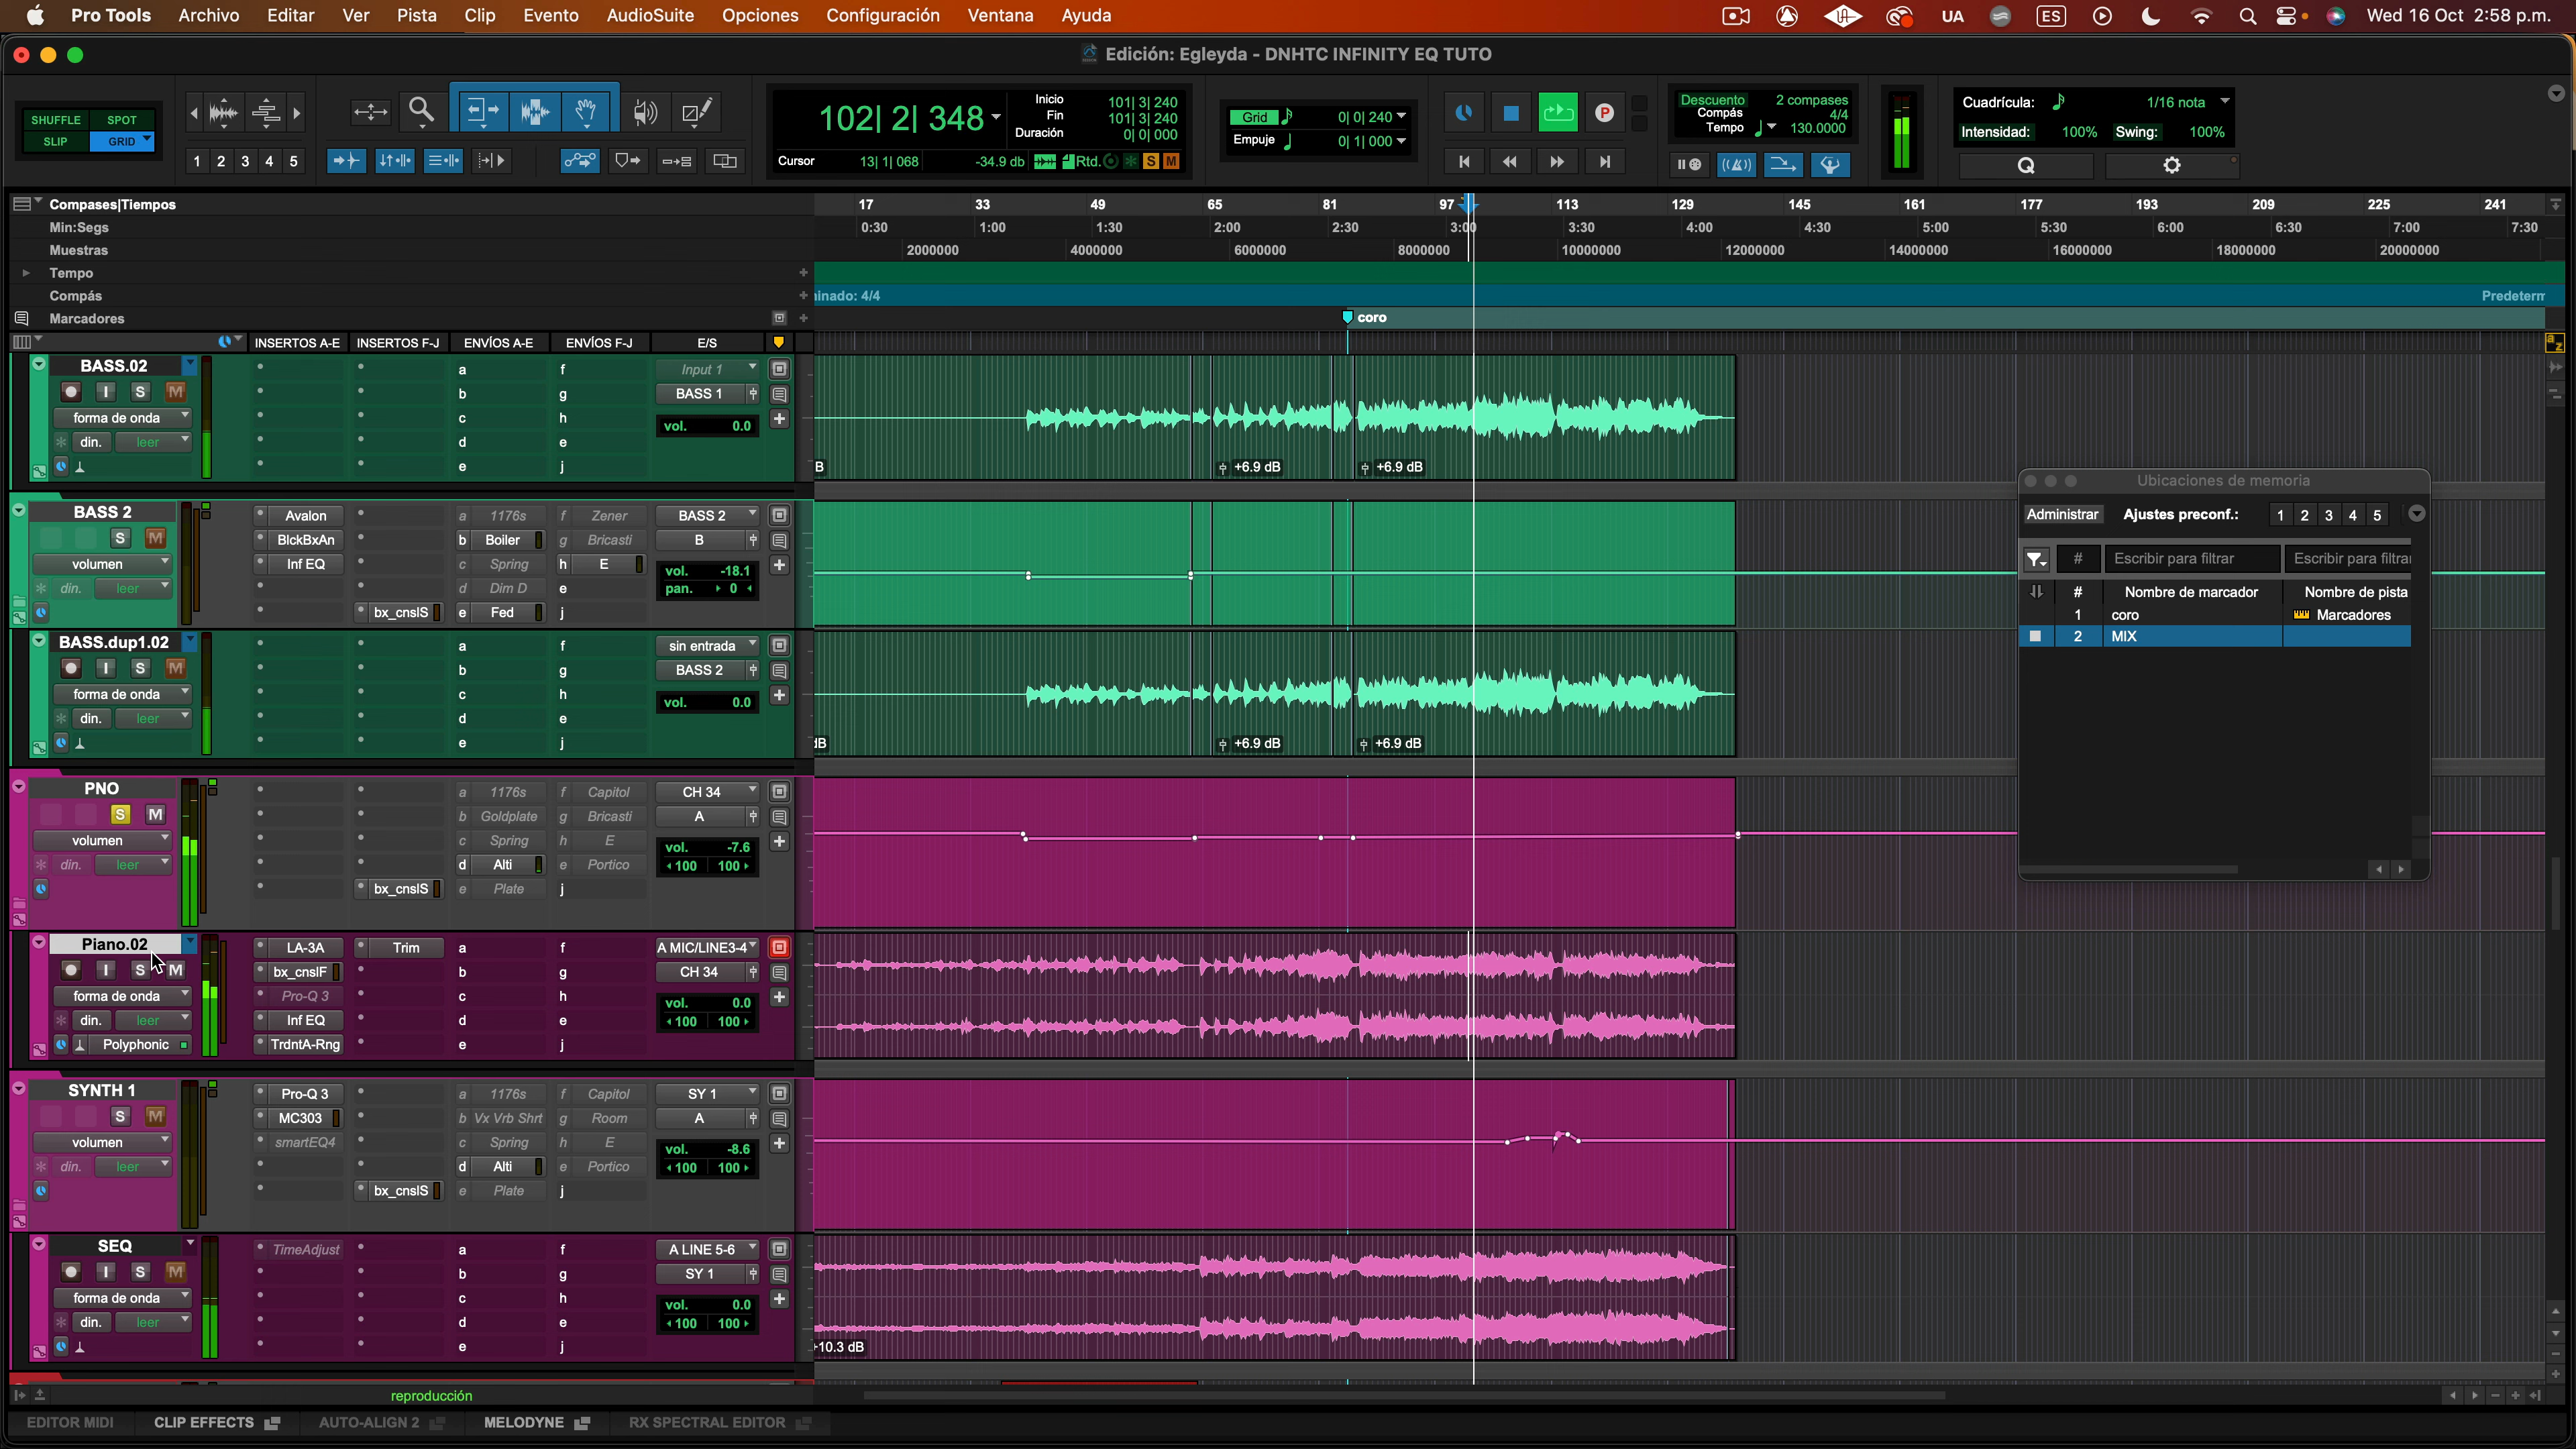 Pro Tools Archivo Editar Ver Pista Clip Evento AudioSuite Opciones Configuración Ventana Ayuda UA ES Wed 16 Oct 2:58 p.m.
Edición: Egleyda - DNHTC INFINITY EQ TUTO
SHUFFLE SPOT
SLIP GRID
1 2 3 4 5
102| 2| 348
Inicio 101| 3| 240
Fin 101| 3| 240
Duración 0| 0| 000
Cursor 13| 1| 068 -34.9 db Rtd. S M
Grid 0| 0| 240
Empuje 0| 1| 000
P
Descuento 2 compases
Compás 4/4
Tempo 130.0000
Cuadrícula: 1/16 nota
Intensidad: 100% Swing: 100%
Q
Compases|Tiempos 17 33 49 65 81 97 113 129 145 161 177 193 209 225 241
Min:Segs 0:30 1:00 1:30 2:00 2:30 3:00 3:30 4:00 4:30 5:00 5:30 6:00 6:30 7:00 7:30
Muestras 2000000 4000000 6000000 8000000 10000000 12000000 14000000 16000000 18000000 20000000
Tempo
Compás inado: 4/4 Predeterm
Marcadores coro
INSERTOS A-E INSERTOS F-J ENVÍOS A-E ENVÍOS F-J E/S
BASS.02 a f Input 1
I S M b g BASS 1
forma de onda c h vol. 0.0
din. leer d e
e j B +6.9 dB +6.9 dB
BASS 2 Avalon a 1176s f Zener BASS 2
S M BlckBxAn b Boiler g Bricasti B
volumen Inf EQ c Spring h E vol. -18.1
din. leer d Dim D e pan. 0
bx_cnslS e Fed j
BASS.dup1.02 a f sin entrada
I S M b g BASS 2
forma de onda c h vol. 0.0
din. leer d e
e j dB +6.9 dB +6.9 dB
PNO a 1176s f Capitol CH 34
S M b Goldplate g Bricasti A
volumen c Spring h E vol. -7.6
din. leer d Alti e Portico 100 100
bx_cnslS e Plate j
Piano.02 LA-3A Trim a f A MIC/LINE3-4
I S M bx_cnslF b g CH 34
forma de onda Pro-Q 3 c h vol. 0.0
din. leer Inf EQ d e 100 100
Polyphonic TrdntA-Rng e j
SYNTH 1 Pro-Q 3 a 1176s f Capitol SY 1
S M MC303 b Vx Vrb Shrt g Room A
volumen smartEQ4 c Spring h E vol. -8.6
din. leer d Alti e Portico 100 100
bx_cnslS e Plate j
SEQ TimeAdjust a f A LINE 5-6
I S M b g SY 1
forma de onda c h vol. 0.0
din. leer d e 100 100
e j +10.3 dB
Ubicaciones de memoria
Administrar Ajustes preconf.: 1 2 3 4 5
# Escribir para filtrar Escribir para filtrar
# Nombre de marcador Nombre de pista
1 coro Marcadores
2 MIX
reproducción
EDITOR MIDI CLIP EFFECTS AUTO-ALIGN 2 MELODYNE RX SPECTRAL EDITOR